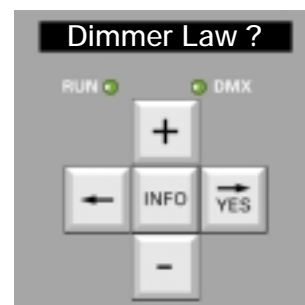 Dimmer Law ?
RUN DMX
+
← INFO → YES
-